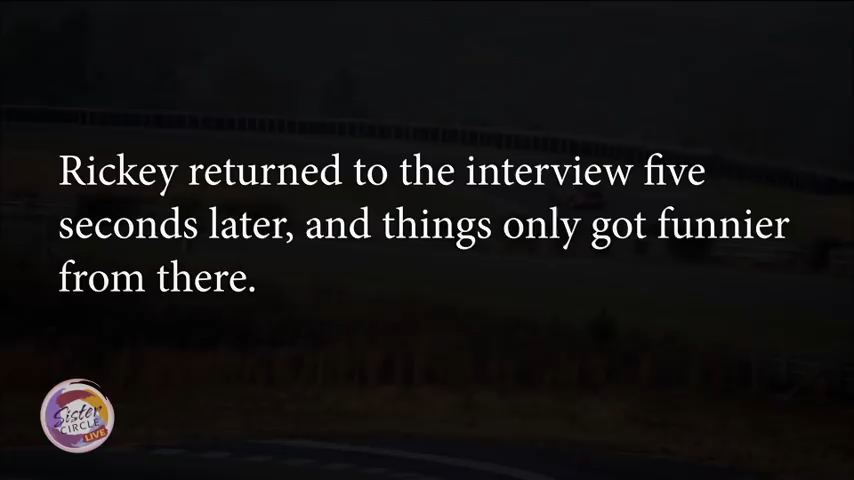 Rickey returned to the interview five
seconds later, and things only got funnier
from there.
Sister
CIRCLE
LIVE